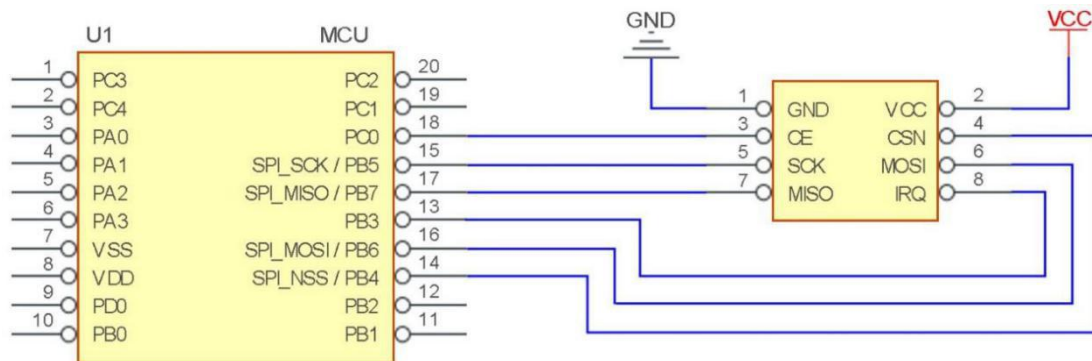 GND VCC
U1 MCU
1 PC3 PC2 20
2 PC4 PC1 19
3 PA0 PC0 18
4 PA1 SPI_SCK / PB5 15
5 PA2 SPI_MISO / PB7 17
6 PA3 PB3 13
7 VSS SPI_MOSI / PB6 16
8 VDD SPI_NSS / PB4 14
9 PD0 PB2 12
10 PB0 PB1 11
1 GND VCC 2
3 CE CSN 4
5 SCK MOSI 6
7 MISO IRQ 8